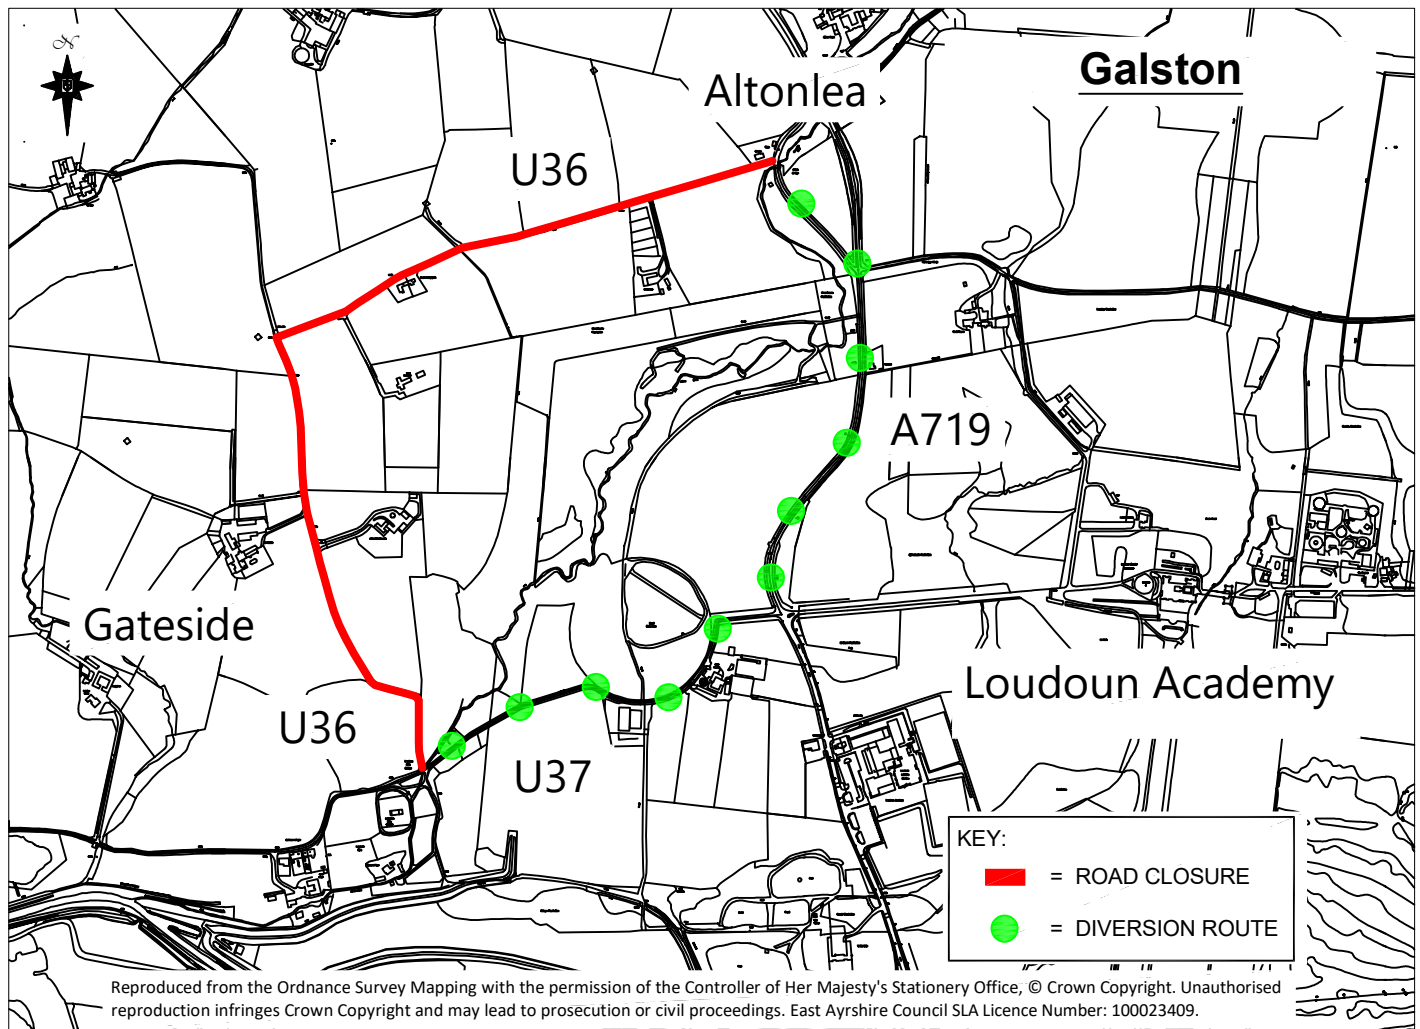 Galston
Altonlea
U36
A719
Gateside
Loudoun Academy
U36
U37
KEY:
= ROAD CLOSURE
= DIVERSION ROUTE
Reproduced from the Ordnance Survey Mapping with the permission of the Controller of Her Majesty's Stationery Office, © Crown Copyright. Unauthorised
reproduction infringes Crown Copyright and may lead to prosecution or civil proceedings. East Ayrshire Council SLA Licence Number: 100023409.